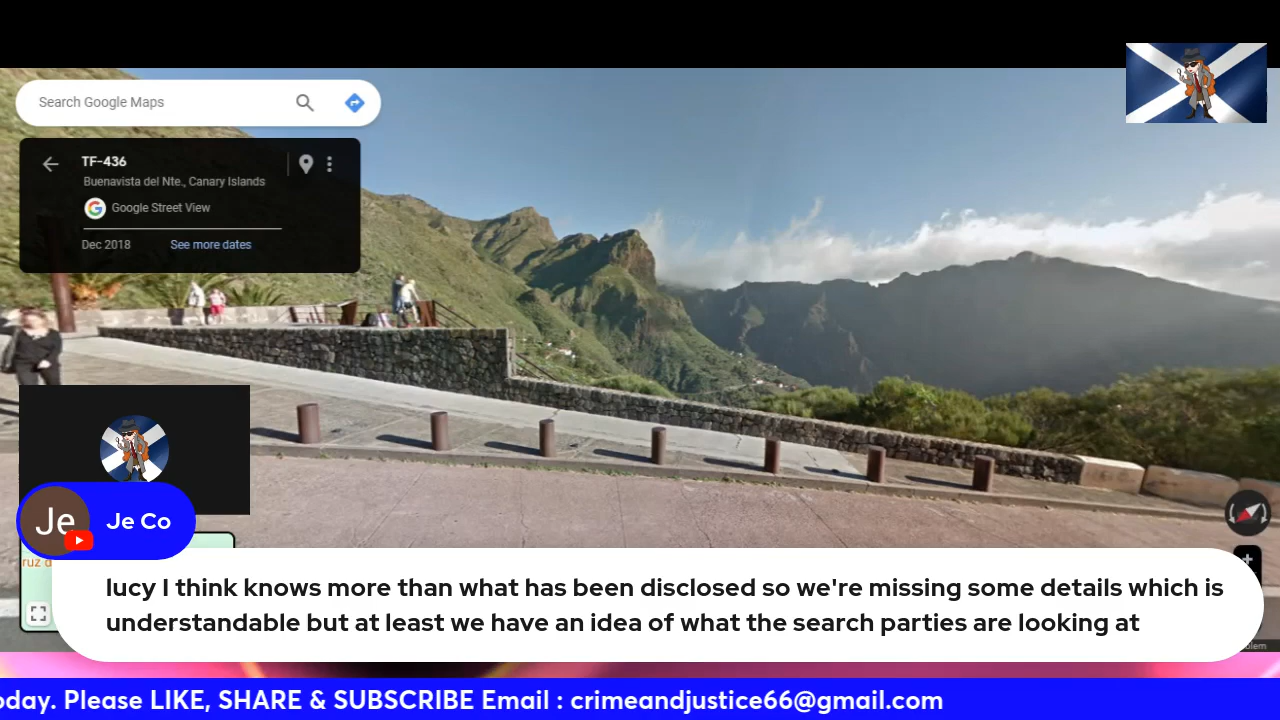 Search Google Maps
TF-436
Buenavista del Nte., Canary Islands
Google Street View
Dec 2018
See more dates
Je
Je Co
ruz d
lucy I think knows more than what has been disclosed so we're missing some details which is
understandable but at least we have an idea of what the search parties are looking at
oday. Please LIKE, SHARE & SUBSCRIBE Email : crimeandjustice66@gmail.com